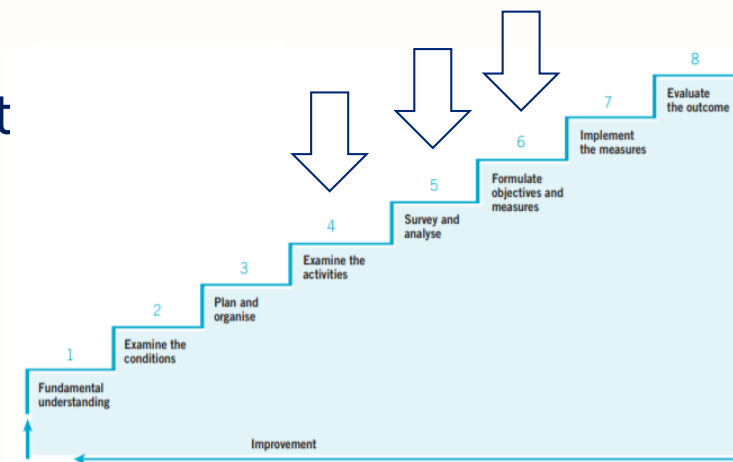 t
8
Evaluate
the outcome
7
Implement
the measures
6
Formulate
objectives and
measures
5
Survey and
analyse
4
Examine the
activities
3
Plan and
organise
2
Examine the
conditions
1
Fundamental
understanding
Improvement